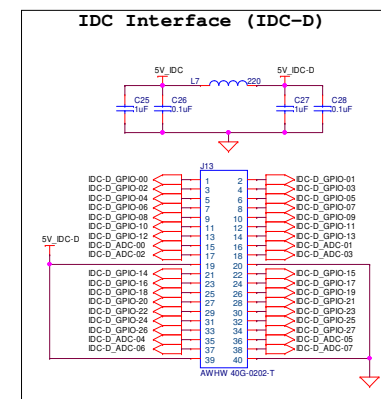 IDC Interface (IDC-D)
5V_IDC 5V_IDC-D
L7 220
C25 C26 C27 C28
1uF 0.1uF 1uF 0.1uF
J13
IDC-D_GPIO-00 1 2 IDC-D_GPIO-01
IDC-D_GPIO-02 3 4 IDC-D_GPIO-03
IDC-D_GPIO-04 5 6 IDC-D_GPIO-05
IDC-D_GPIO-06 7 8 IDC-D_GPIO-07
IDC-D_GPIO-08 9 10 IDC-D_GPIO-09
IDC-D_GPIO-10 11 12 IDC-D_GPIO-11
IDC-D_GPIO-12 13 14 IDC-D_GPIO-13
5V_IDC-D IDC-D_ADC-00 15 16 IDC-D_ADC-01
IDC-D_ADC-02 17 18 IDC-D_ADC-03
19 20
IDC-D_GPIO-14 21 22 IDC-D_GPIO-15
IDC-D_GPIO-16 23 24 IDC-D_GPIO-17
IDC-D_GPIO-18 25 26 IDC-D_GPIO-19
IDC-D_GPIO-20 27 28 IDC-D_GPIO-21
IDC-D_GPIO-22 29 30 IDC-D_GPIO-23
IDC-D_GPIO-24 31 32 IDC-D_GPIO-25
IDC-D_GPIO-26 33 34 IDC-D_GPIO-27
IDC-D_ADC-04 35 36 IDC-D_ADC-05
IDC-D_ADC-06 37 38 IDC-D_ADC-07
39 40
AWHW 40G-0202-T